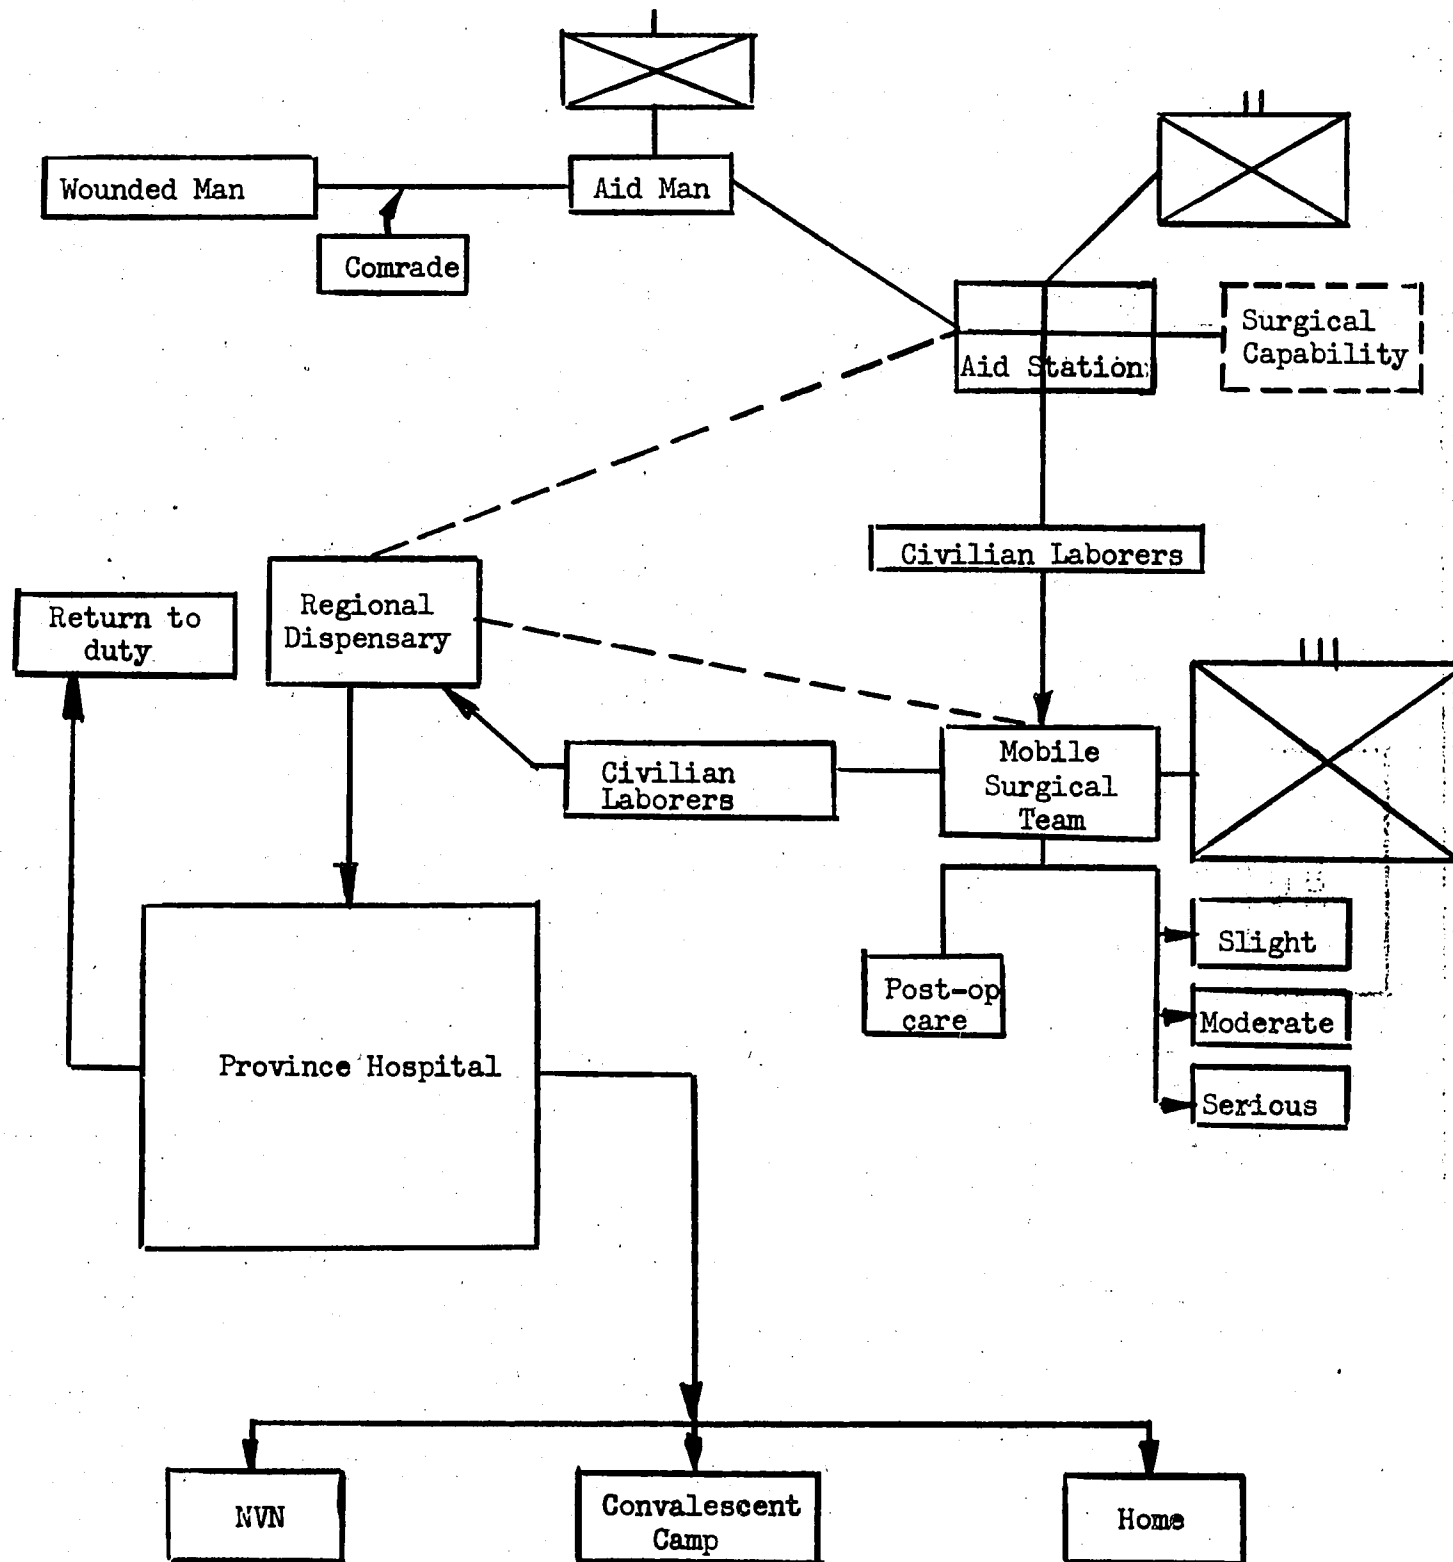 Wounded Man
Aid Man
Comrade
Surgical
Capability
Aid Station
Civilian Laborers
Regional
Dispensary
Return to
duty
Mobile
Surgical
Team
Civilian
Laborers
Slight
Post-op
care
Moderate
Province Hospital
Serious
NVN
Convalescent
Camp
Home